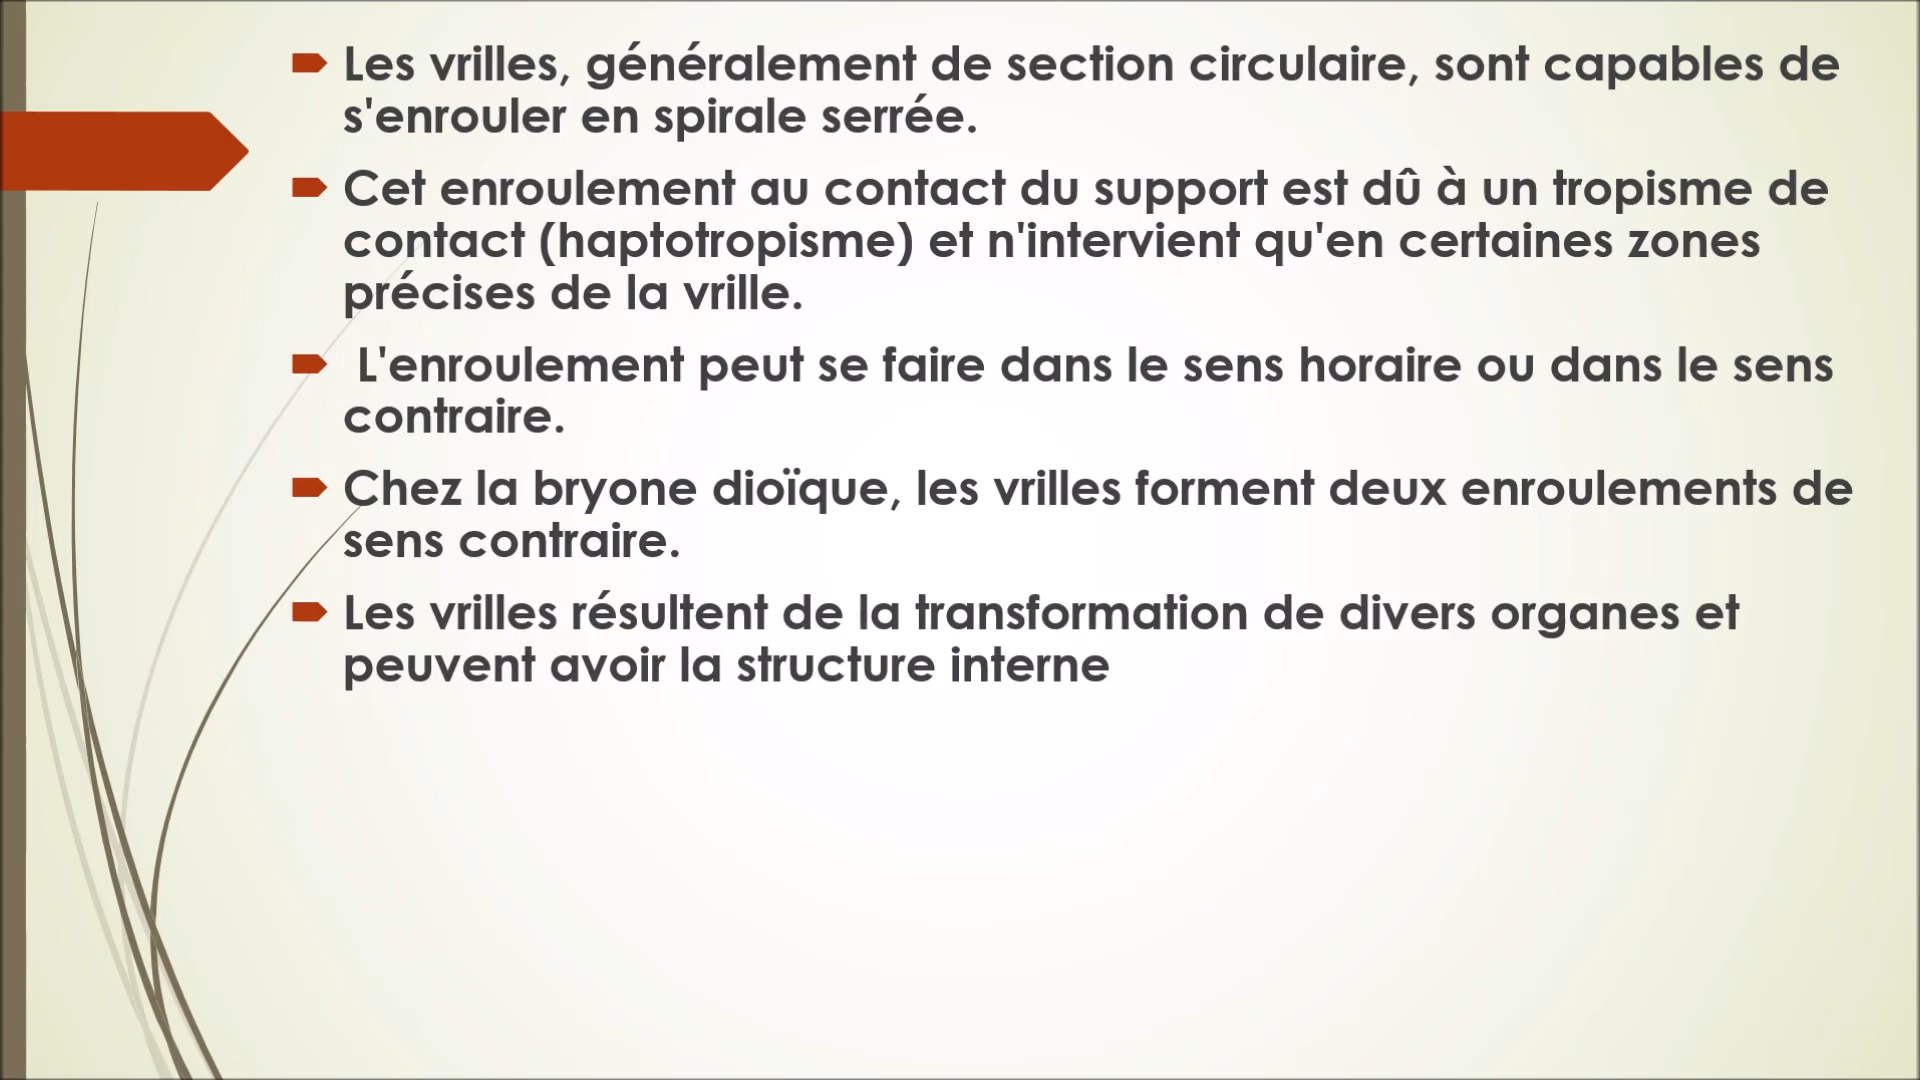 Les vrilles, généralement de section circulaire, sont capables de
s'enrouler en spirale serrée.
Cet enroulement au contact du support est dû à un tropisme de
contact (haptotropisme) et n'intervient qu'en certaines zones
précises de la vrille.
L'enroulement peut se faire dans le sens horaire ou dans le sens
contraire.
Chez la bryone dioïque, les vrilles forment deux enroulements de
sens contraire.
Les vrilles résultent de la transformation de divers organes et
peuvent avoir la structure interne